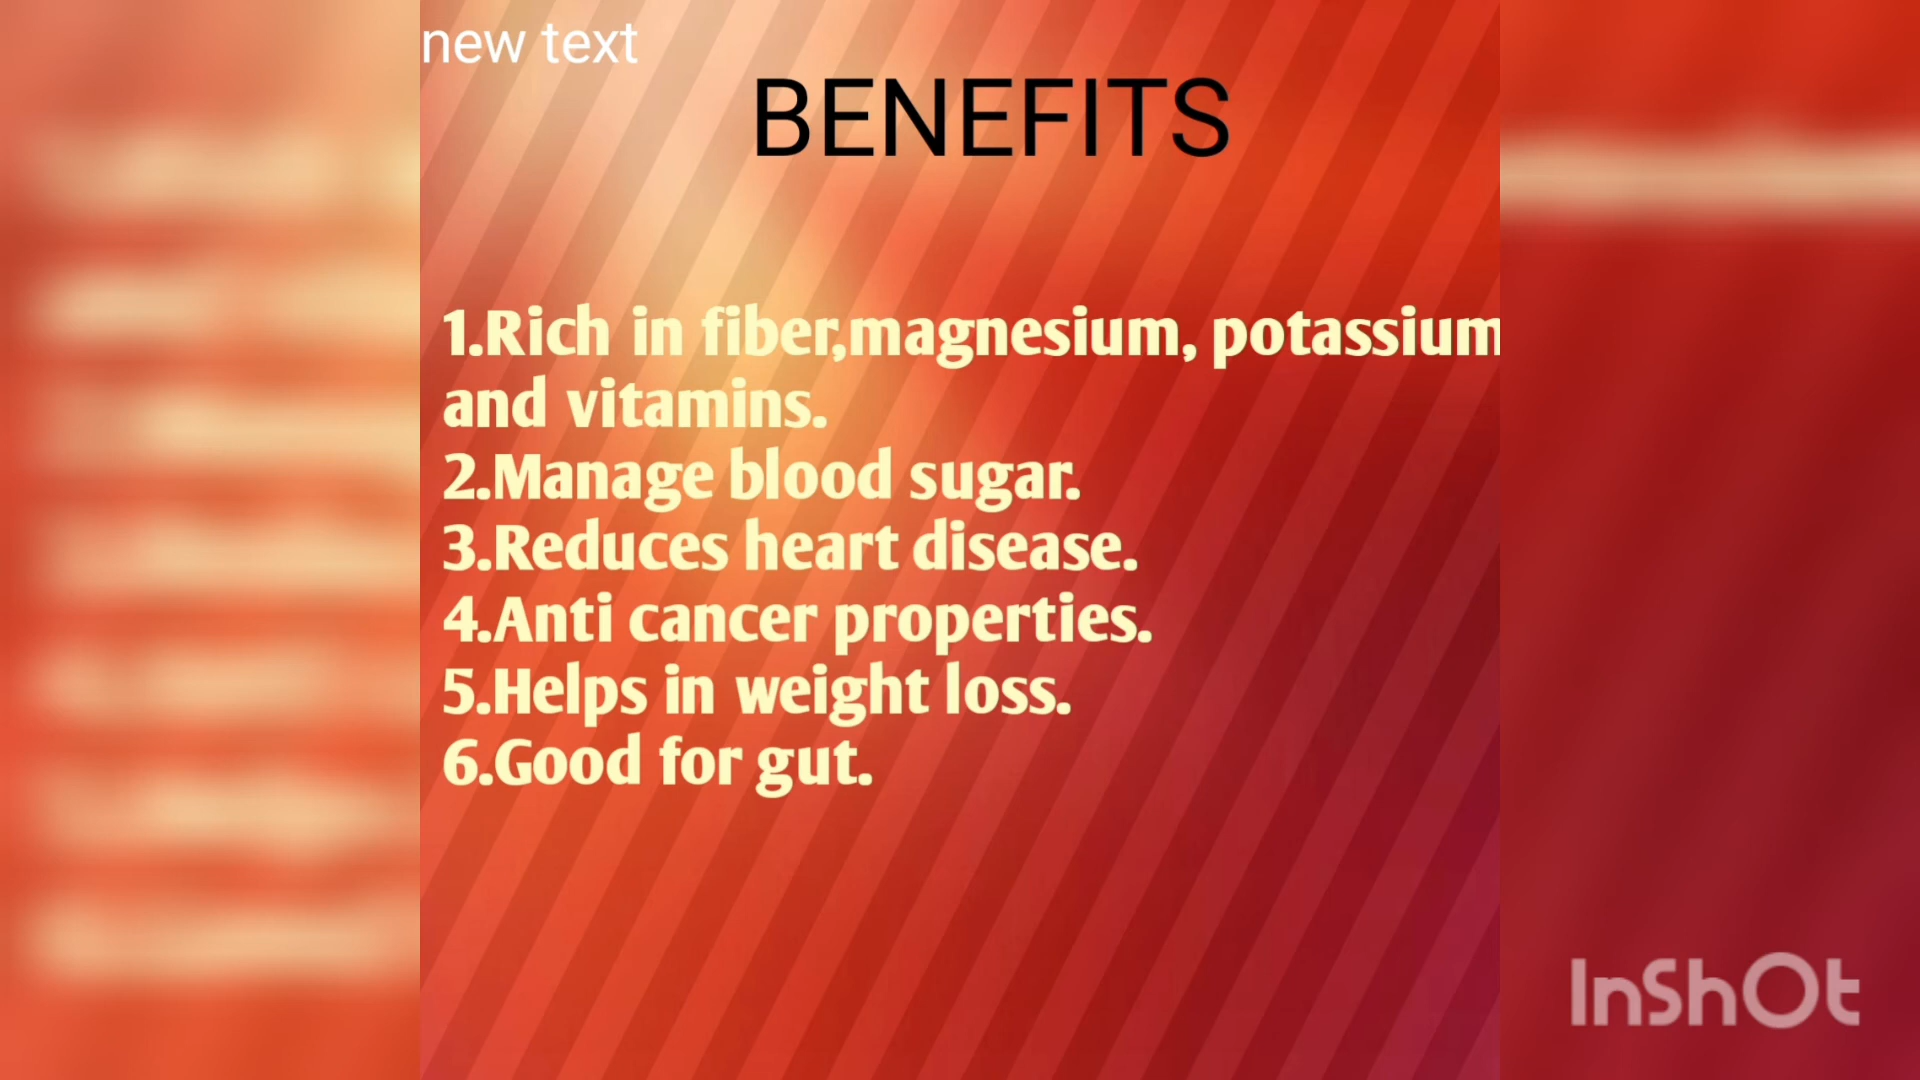 new text
BENEFITS
1.Rich in fiber,magnesium, potassium
and vitamins.
2.Manage blood sugar.
3.Reduces heart disease.
4.Anti cancer properties.
5.Helps in weight loss.
6.Good for gut.
InShOt